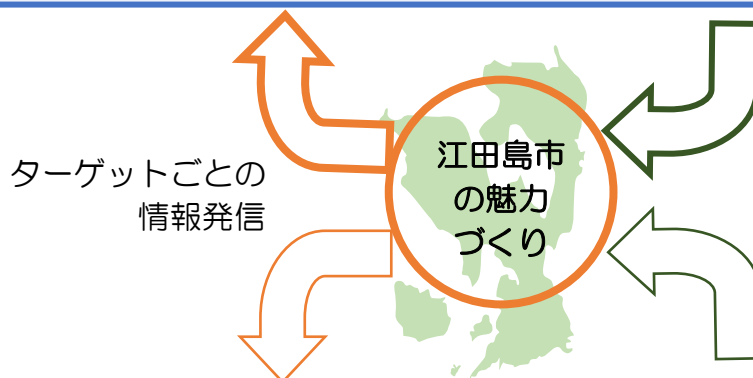 ターゲットごとの
情報発信
江田島市
の魅力
づくり